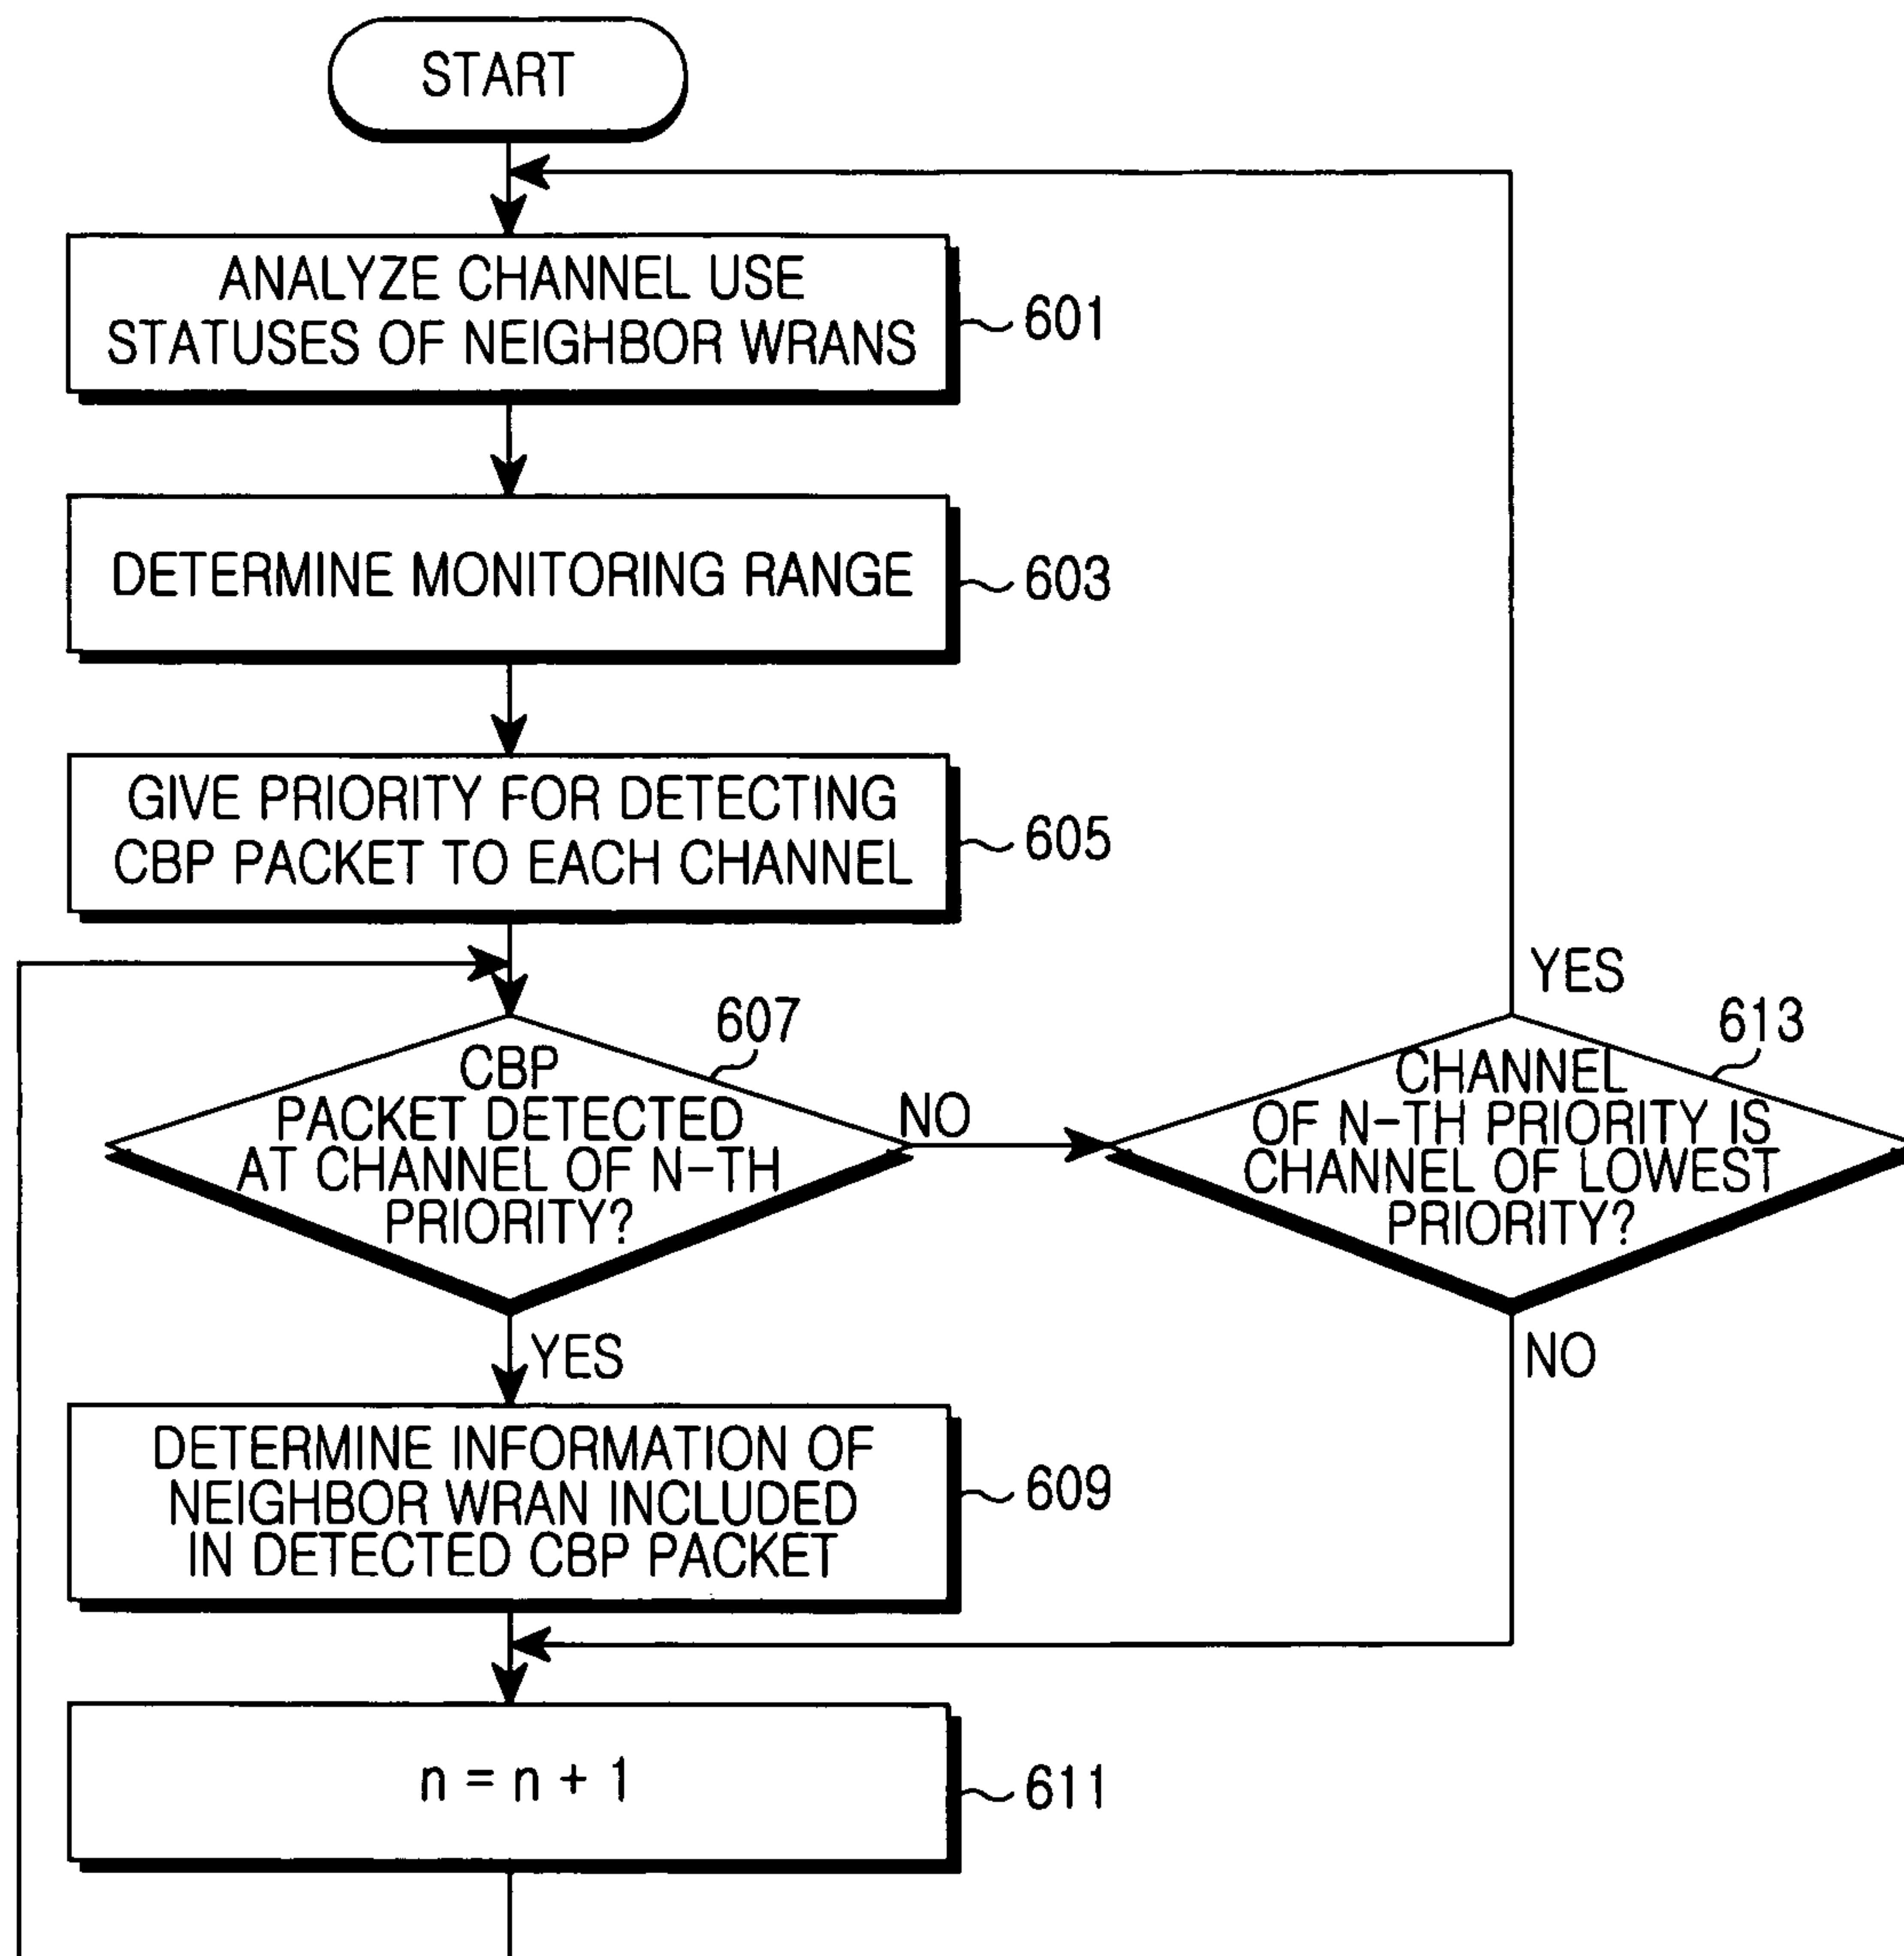 START
ANALYZE CHANNEL USE
STATUSES OF NEIGHBOR WRANS
601
DETERMINE MONITORING RANGE
603
GIVE PRIORITY FOR DETECTING
CBP PACKET TO EACH CHANNEL
605
607
CBP
PACKET DETECTED
AT CHANNEL OF N-TH
PRIORITY?
NO
YES
613
CHANNEL
OF N-TH PRIORITY IS
CHANNEL OF LOWEST
PRIORITY?
YES
NO
DETERMINE INFORMATION OF
NEIGHBOR WRAN INCLUDED
IN DETECTED CBP PACKET
609
n = n + 1
611